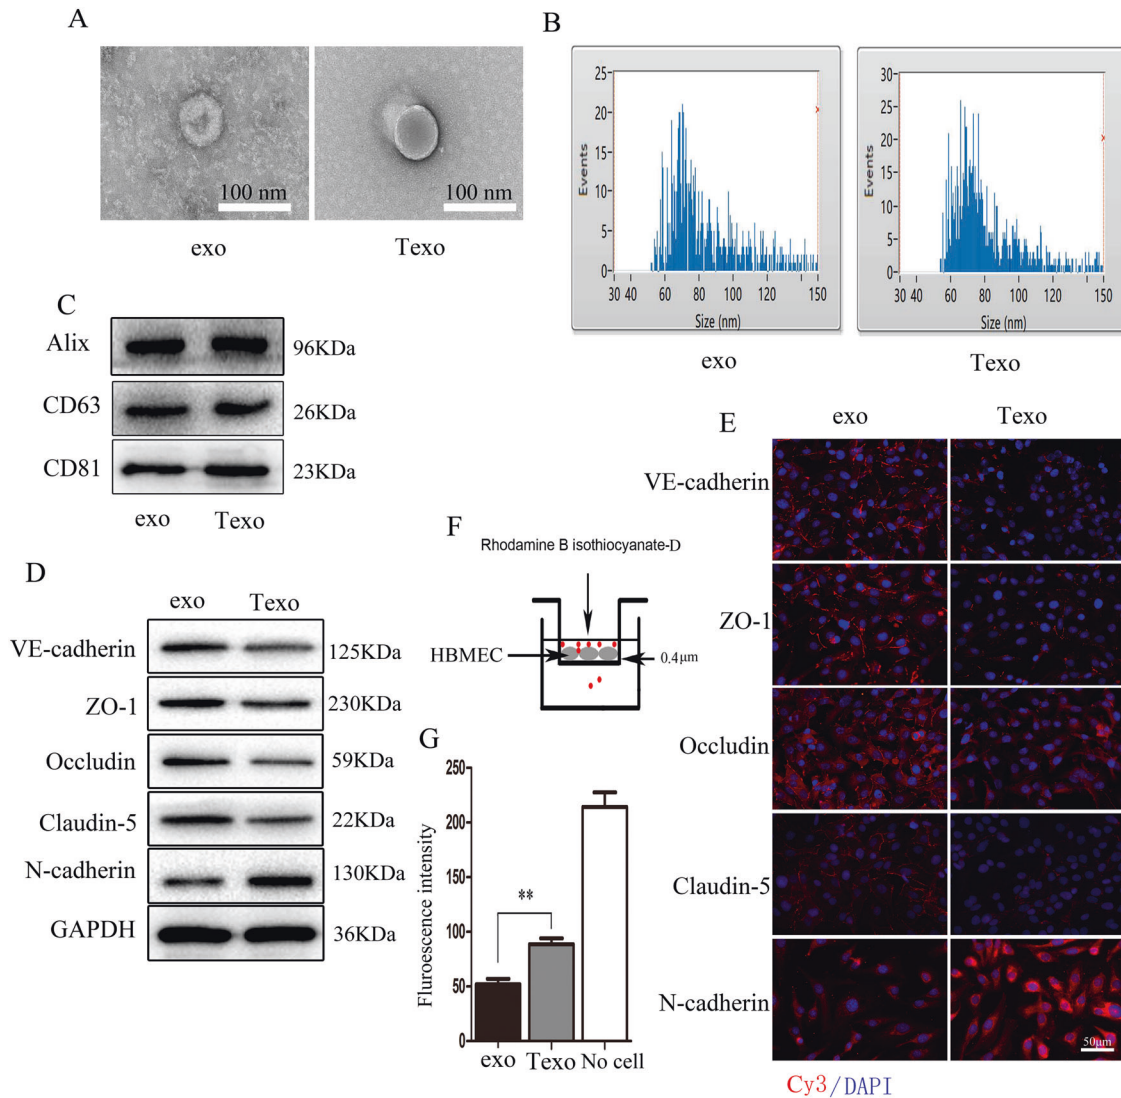 A
100 nm
100 nm
exo
Texo
B
25
20
15
10
5
0
Events
30 40 60 80 100 120 150
Size (nm)
exo
30
25
20
15
10
5
0
Events
30 40 60 80 100 120 150
Size (nm)
Texo
C
Alix
96KDa
CD63
26KDa
CD81
23KDa
exo
Texo
D
exo
Texo
VE-cadherin
125KDa
ZO-1
230KDa
Occludin
59KDa
Claudin-5
22KDa
N-cadherin
130KDa
GAPDH
36KDa
E
exo
Texo
VE-cadherin
ZO-1
Occludin
Claudin-5
N-cadherin
50μm
Cy3/DAPI
F
Rhodamine B isothiocyanate-D
HBMEC
0.4μm
G
250
200
150
100
50
0
Fluroescence intensity
**
exo
Texo
No cell